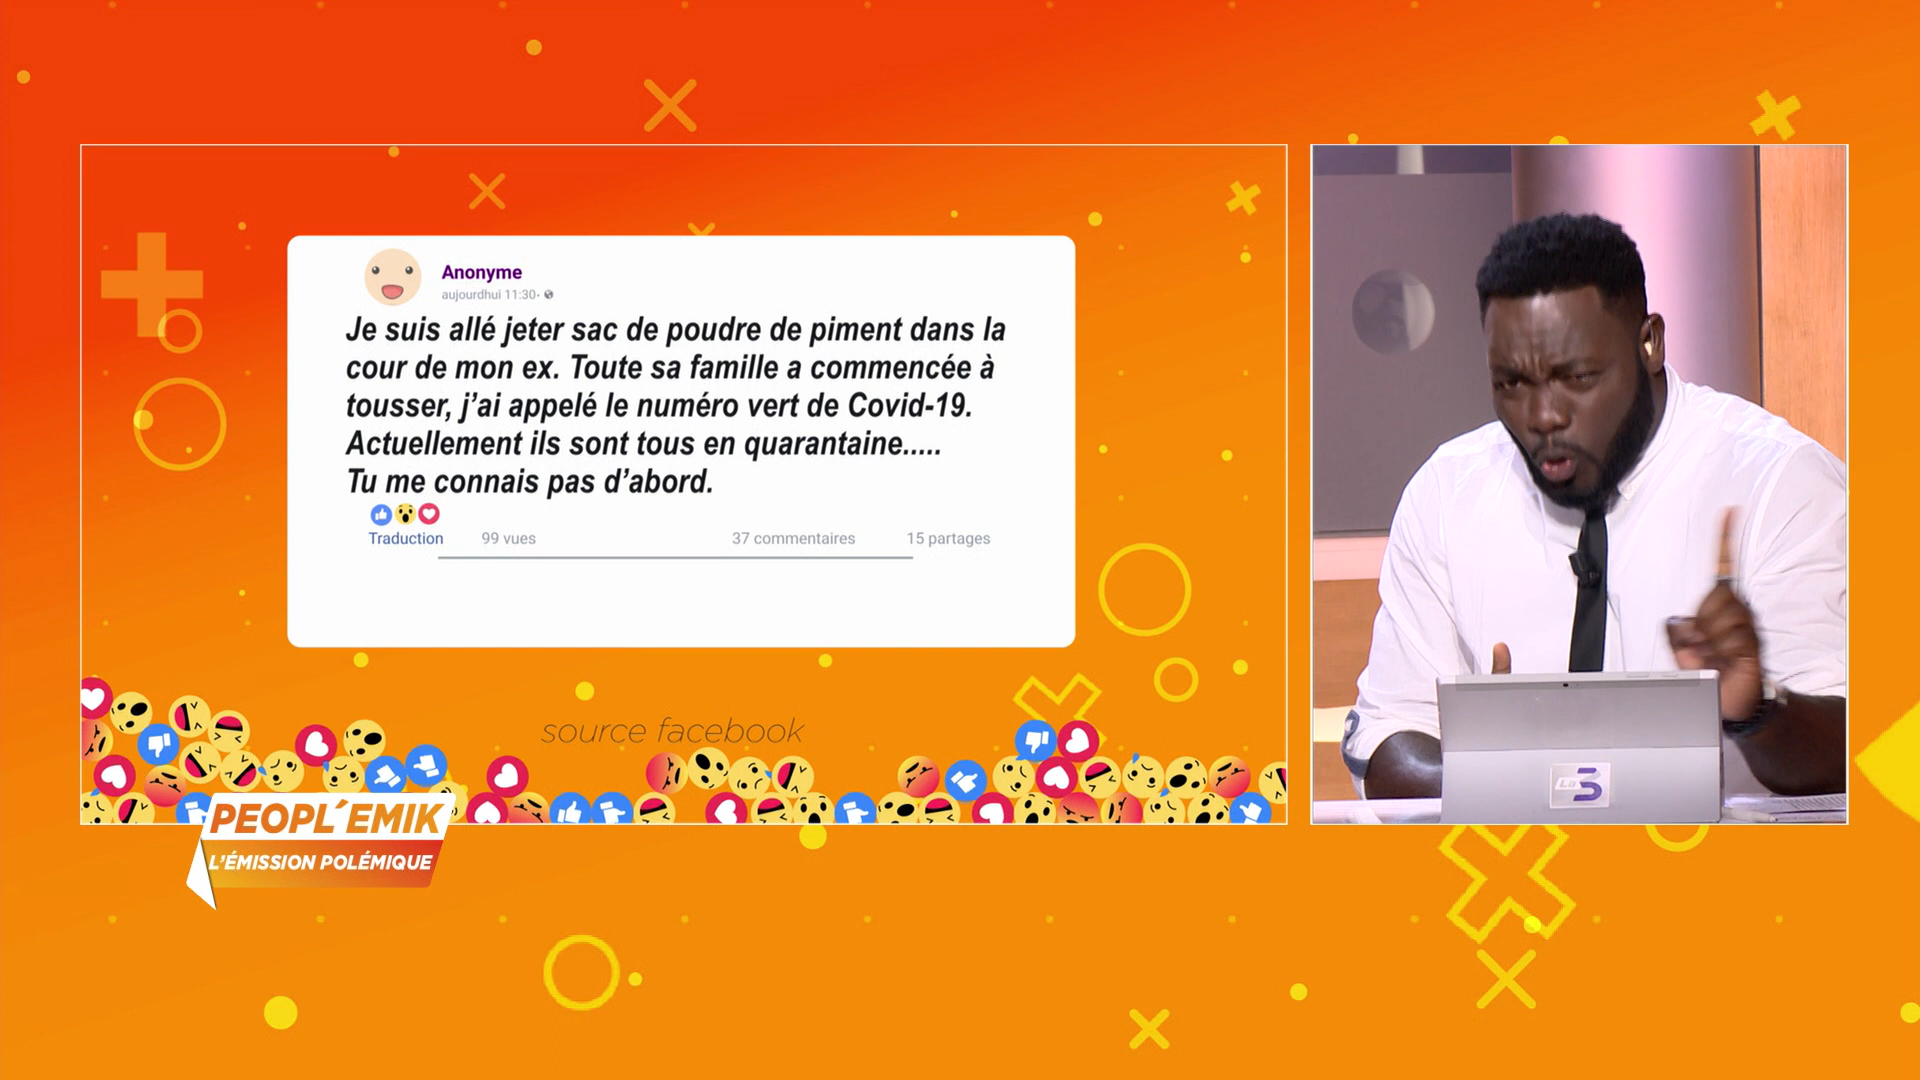 Anonyme
aujourdhui 11:30•
Je suis allé jeter sac de poudre de piment dans la
cour de mon ex. Toute sa famille a commencée à
tousser, j'ai appelé le numéro vert de Covid-19.
Actuellement ils sont tous en quarantaine.....
Tu me connais pas d'abord.
Traduction 99 vues 37 commentaires 15 partages
source facebook
PEOPL´EMIK
L'ÉMISSION POLÉMIQUE
La 3